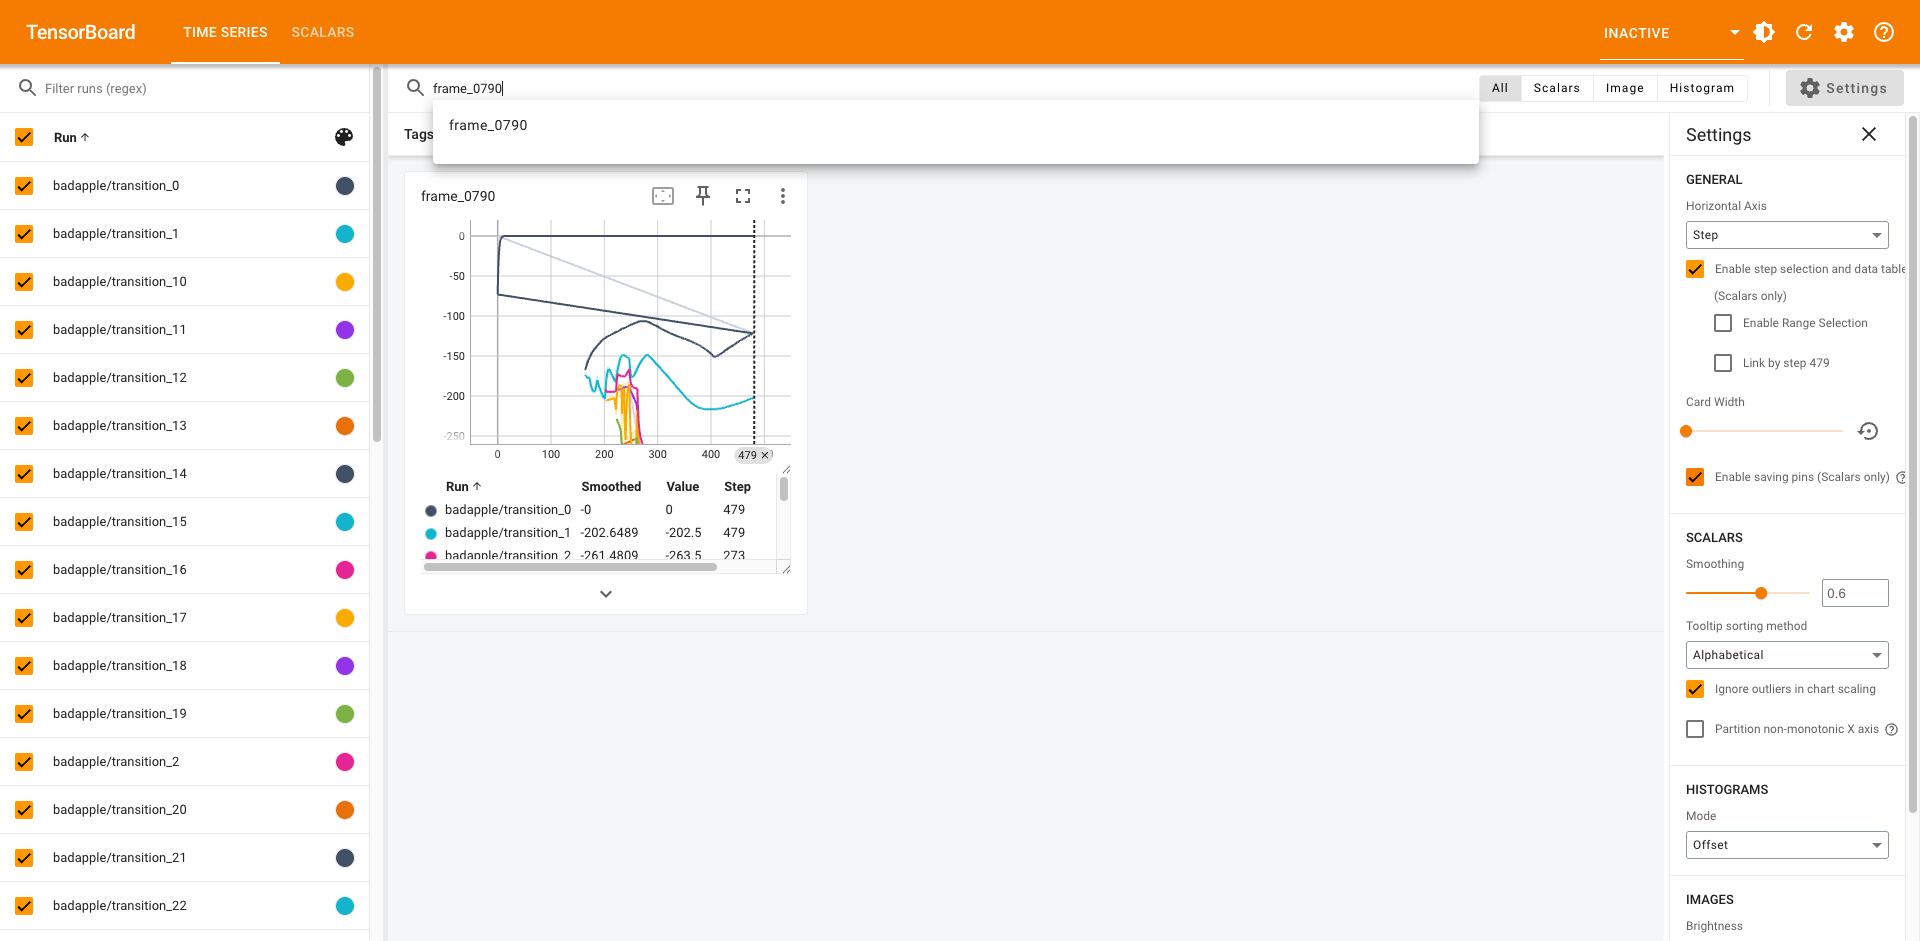 TensorBoard TIME SERIES SCALARS INACTIVE
Filter runs (regex)
frame_0790
All Scalars Image Histogram
Settings
frame_0790
Run
Tags
Settings
badapple/transition_0
badapple/transition_1
badapple/transition_10
badapple/transition_11
badapple/transition_12
badapple/transition_13
badapple/transition_14
badapple/transition_15
badapple/transition_16
badapple/transition_17
badapple/transition_18
badapple/transition_19
badapple/transition_2
badapple/transition_20
badapple/transition_21
badapple/transition_22
frame_0790
0
-50
-100
-150
-200
-250
0 100 200 300 400 479
Run Smoothed Value Step
badapple/transition_0 -0 0 479
badapple/transition_1 -202.6489 -202.5 479
badapple/transition_2 -261.4809 -263.5 273
GENERAL
Horizontal Axis
Step
Enable step selection and data table
(Scalars only)
Enable Range Selection
Link by step 479
Card Width
Enable saving pins (Scalars only)
SCALARS
Smoothing
0.6
Tooltip sorting method
Alphabetical
Ignore outliers in chart scaling
Partition non-monotonic X axis
HISTOGRAMS
Mode
Offset
IMAGES
Brightness